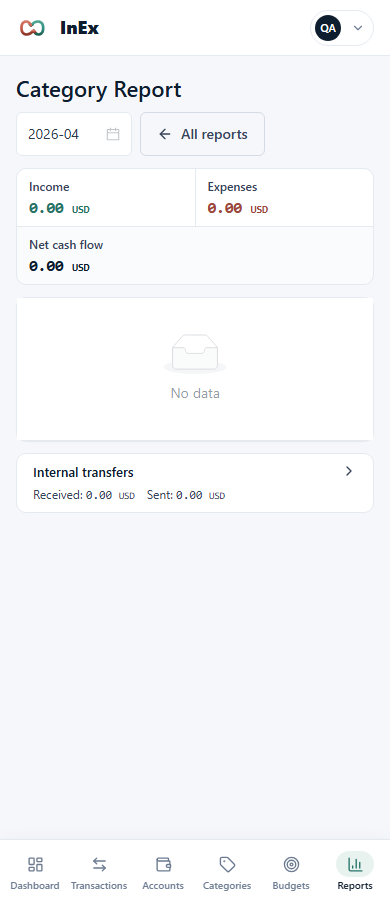 InEx
QA
Category Report
2026-04
All reports
Income
Expenses
0.00 USD
0.00 USD
Net cash flow
0.00 USD
No data
Internal transfers
Received: 0.00 USD Sent: 0.00 USD
Dashboard
Transactions
Accounts
Categories
Budgets
Reports